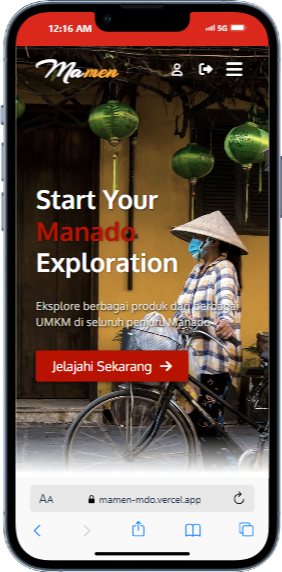 12:16 AM
5G
Mamen
Start Your
Manado
Exploration
Eksplore berbagai produk dari berbagai
UMKM di seluruh penjuru Manado
Jelajahi Sekarang
AA
mamen-mdo.vercel.app